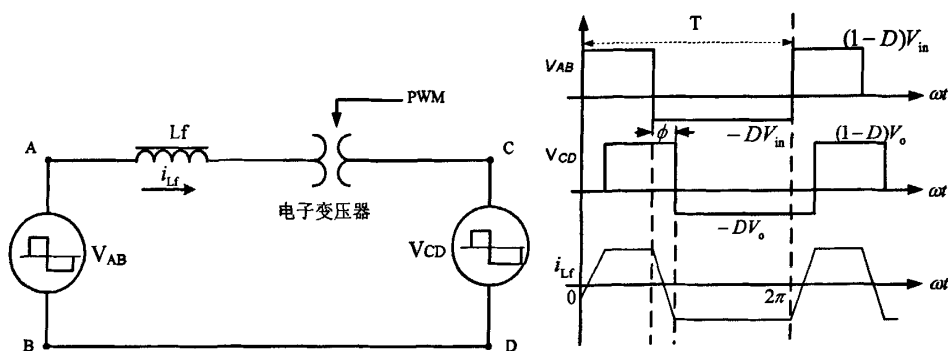 PWM
A
Lf
i_Lf
电子变压器
C
V_AB
V_CD
B
D
T
(1−D)V_in
V_AB
ωt
ϕ
−DV_in
(1−D)V_o
V_CD
ωt
−DV_o
i_Lf
0
2π
ωt